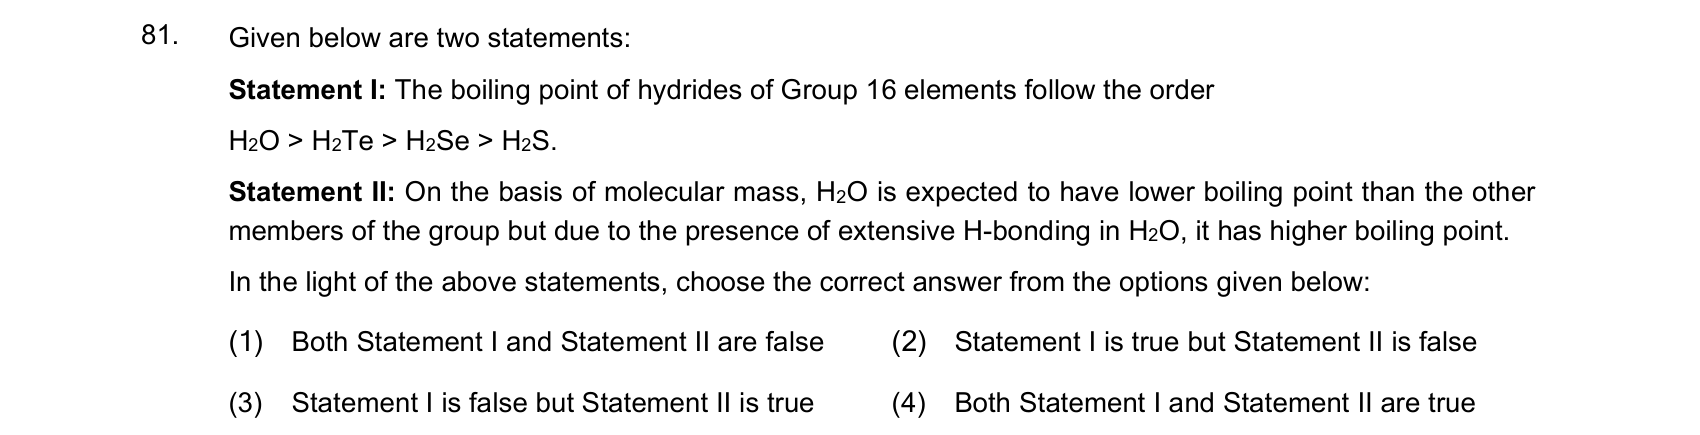 81. Given below are two statements:
Statement I: The boiling point of hydrides of Group 16 elements follow the order
H₂O > H₂Te > H₂Se > H₂S.
Statement II: On the basis of molecular mass, H₂O is expected to have lower boiling point than the other
members of the group but due to the presence of extensive H-bonding in H₂O, it has higher boiling point.
In the light of the above statements, choose the correct answer from the options given below:
(1) Both Statement I and Statement II are false (2) Statement I is true but Statement II is false
(3) Statement I is false but Statement II is true (4) Both Statement I and Statement II are true